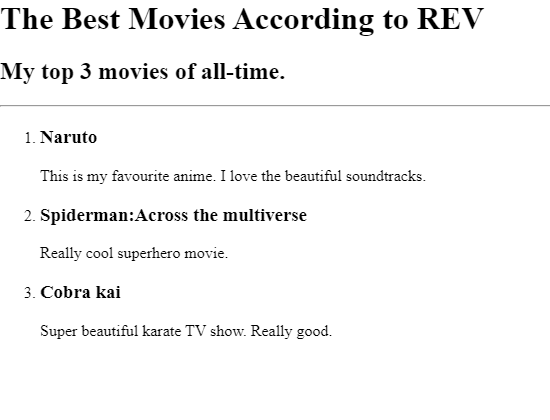 The Best Movies According to REV
My top 3 movies of all-time.
1. Naruto
This is my favourite anime. I love the beautiful soundtracks.
2. Spiderman:Across the multiverse
Really cool superhero movie.
3. Cobra kai
Super beautiful karate TV show. Really good.